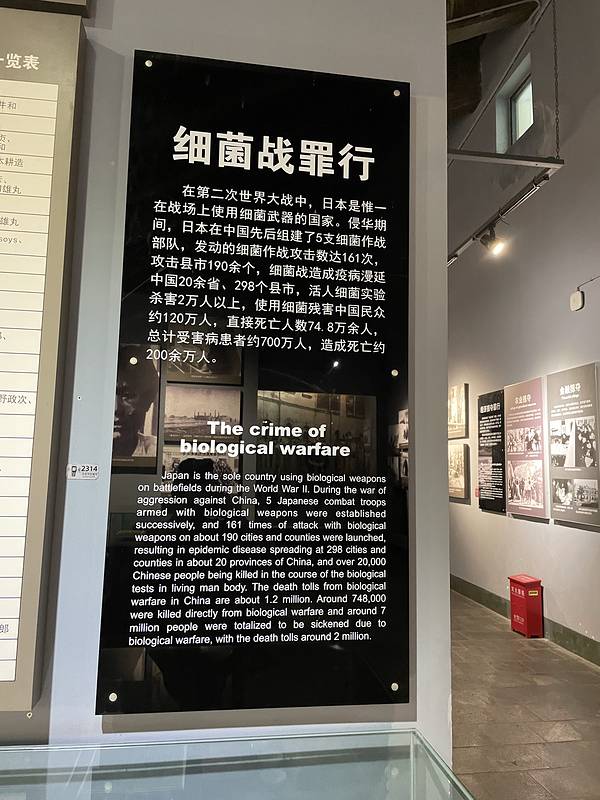 一览表
细菌战罪行
在第二次世界大战中，日本是惟一
在战场上使用细菌武器的国家。侵华期
间，日本在中国先后组建了5支细菌作战
部队，发动的细菌作战攻击数达161次，
攻击县市190余个，细菌战造成疫病漫延
中国20余省、298个县市，活人细菌实验
杀害2万人以上，使用细菌残害中国民众
约120万人，直接死亡人数74.8万余人，
总计受害病患者约700万人，造成死亡约
200余万人。
The crime of
biological warfare
Japan is the sole country using biological weapons
on battlefields during the World War II. During the war of
aggression against China, 5 Japanese combat troops
armed with biological weapons were established
successively, and 161 times of attack with biological
weapons on about 190 cities and counties were launched,
resulting in epidemic disease spreading at 298 cities and
counties in about 20 provinces of China, and over 20,000
Chinese people being killed in the course of the biological
tests in living man body. The death tolls from biological
warfare in China are about 1.2 million. Around 748,000
were killed directly from biological warfare and around 7
million people were totalized to be sickened due to
biological warfare, with the death tolls around 2 million.
2314
农业掠夺
金融掠夺